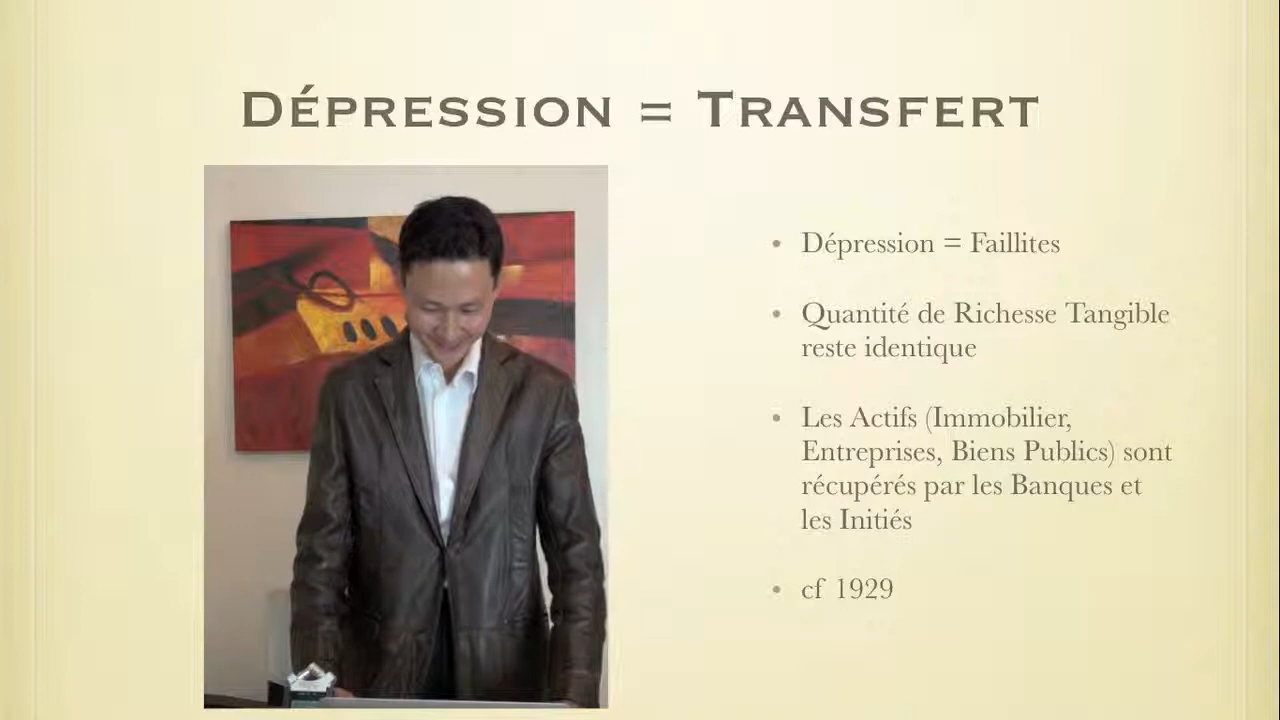 Dépression = Transfert
• Dépression = Faillites
• Quantité de Richesse Tangible
reste identique
• Les Actifs (Immobilier,
Entreprises, Biens Publics) sont
récupérés par les Banques et
les Initiés
• cf 1929